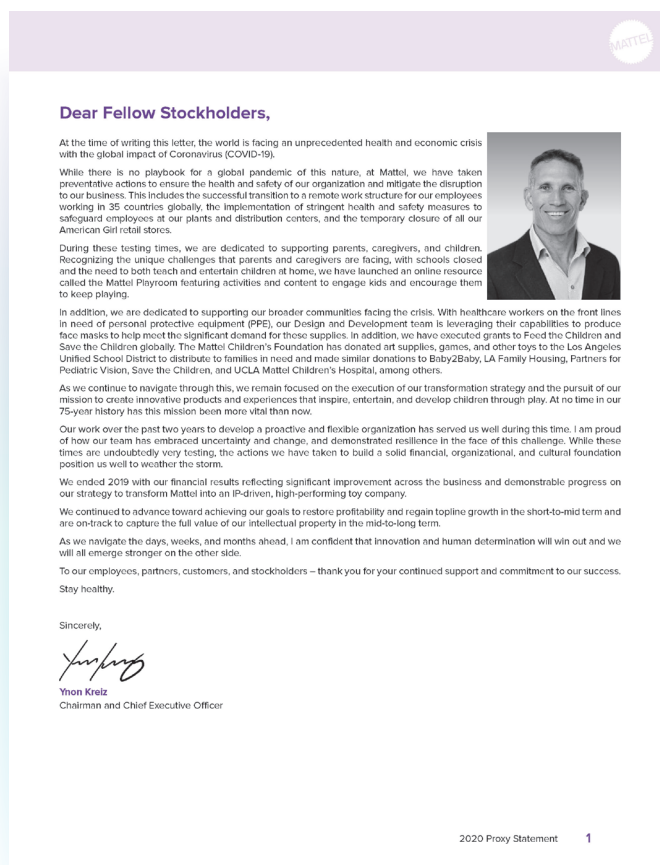 MATTEL
Dear Fellow Stockholders,
At the time of writing this letter, the world is facing an unprecedented health and economic crisis
with the global impact of Coronavirus (COVID-19).
While there is no playbook for a global pandemic of this nature, at Mattel, we have taken
preventative actions to ensure the health and safety of our organization and mitigate the disruption
to our business. This includes the successful transition to a remote work structure for our employees
working in 35 countries globally, the implementation of stringent health and safety measures to
safeguard employees at our plants and distribution centers, and the temporary closure of all our
American Girl retail stores.
During these testing times, we are dedicated to supporting parents, caregivers, and children.
Recognizing the unique challenges that parents and caregivers are facing, with schools closed
and the need to both teach and entertain children at home, we have launched an online resource
called the Mattel Playroom featuring activities and content to engage kids and encourage them
to keep playing.
In addition, we are dedicated to supporting our broader communities facing the crisis. With healthcare workers on the front lines
in need of personal protective equipment (PPE), our Design and Development team is leveraging their capabilities to produce
face masks to help meet the significant demand for these supplies. In addition, we have executed grants to Feed the Children and
Save the Children globally. The Mattel Children's Foundation has donated art supplies, games, and other toys to the Los Angeles
Unified School District to distribute to families in need and made similar donations to Baby2Baby, LA Family Housing, Partners for
Pediatric Vision, Save the Children, and UCLA Mattel Children's Hospital, among others.
As we continue to navigate through this, we remain focused on the execution of our transformation strategy and the pursuit of our
mission to create innovative products and experiences that inspire, entertain, and develop children through play. At no time in our
75-year history has this mission been more vital than now.
Our work over the past two years to develop a proactive and flexible organization has served us well during this time. I am proud
of how our team has embraced uncertainty and change, and demonstrated resilience in the face of this challenge. While these
times are undoubtedly very testing, the actions we have taken to build a solid financial, organizational, and cultural foundation
position us well to weather the storm.
We ended 2019 with our financial results reflecting significant improvement across the business and demonstrable progress on
our strategy to transform Mattel into an IP-driven, high-performing toy company.
We continued to advance toward achieving our goals to restore profitability and regain topline growth in the short-to-mid term and
are on-track to capture the full value of our intellectual property in the mid-to-long term.
As we navigate the days, weeks, and months ahead, I am confident that innovation and human determination will win out and we
will all emerge stronger on the other side.
To our employees, partners, customers, and stockholders – thank you for your continued support and commitment to our success.
Stay healthy.
Sincerely,
Ynon Kreiz
Chairman and Chief Executive Officer
2020 Proxy Statement 1